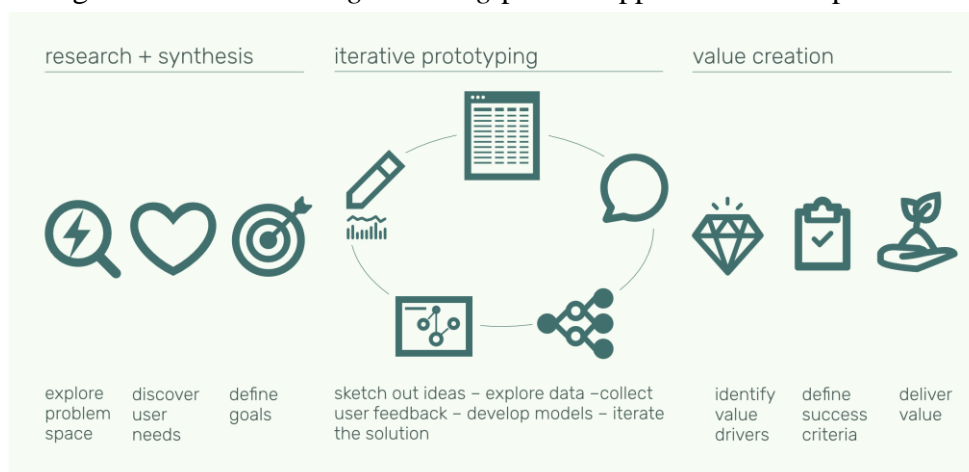 research + synthesis
iterative prototyping
value creation
explore
problem
space
discover
user
needs
define
goals
sketch out ideas – explore data –collect
user feedback – develop models – iterate
the solution
identify
value
drivers
define
success
criteria
deliver
value